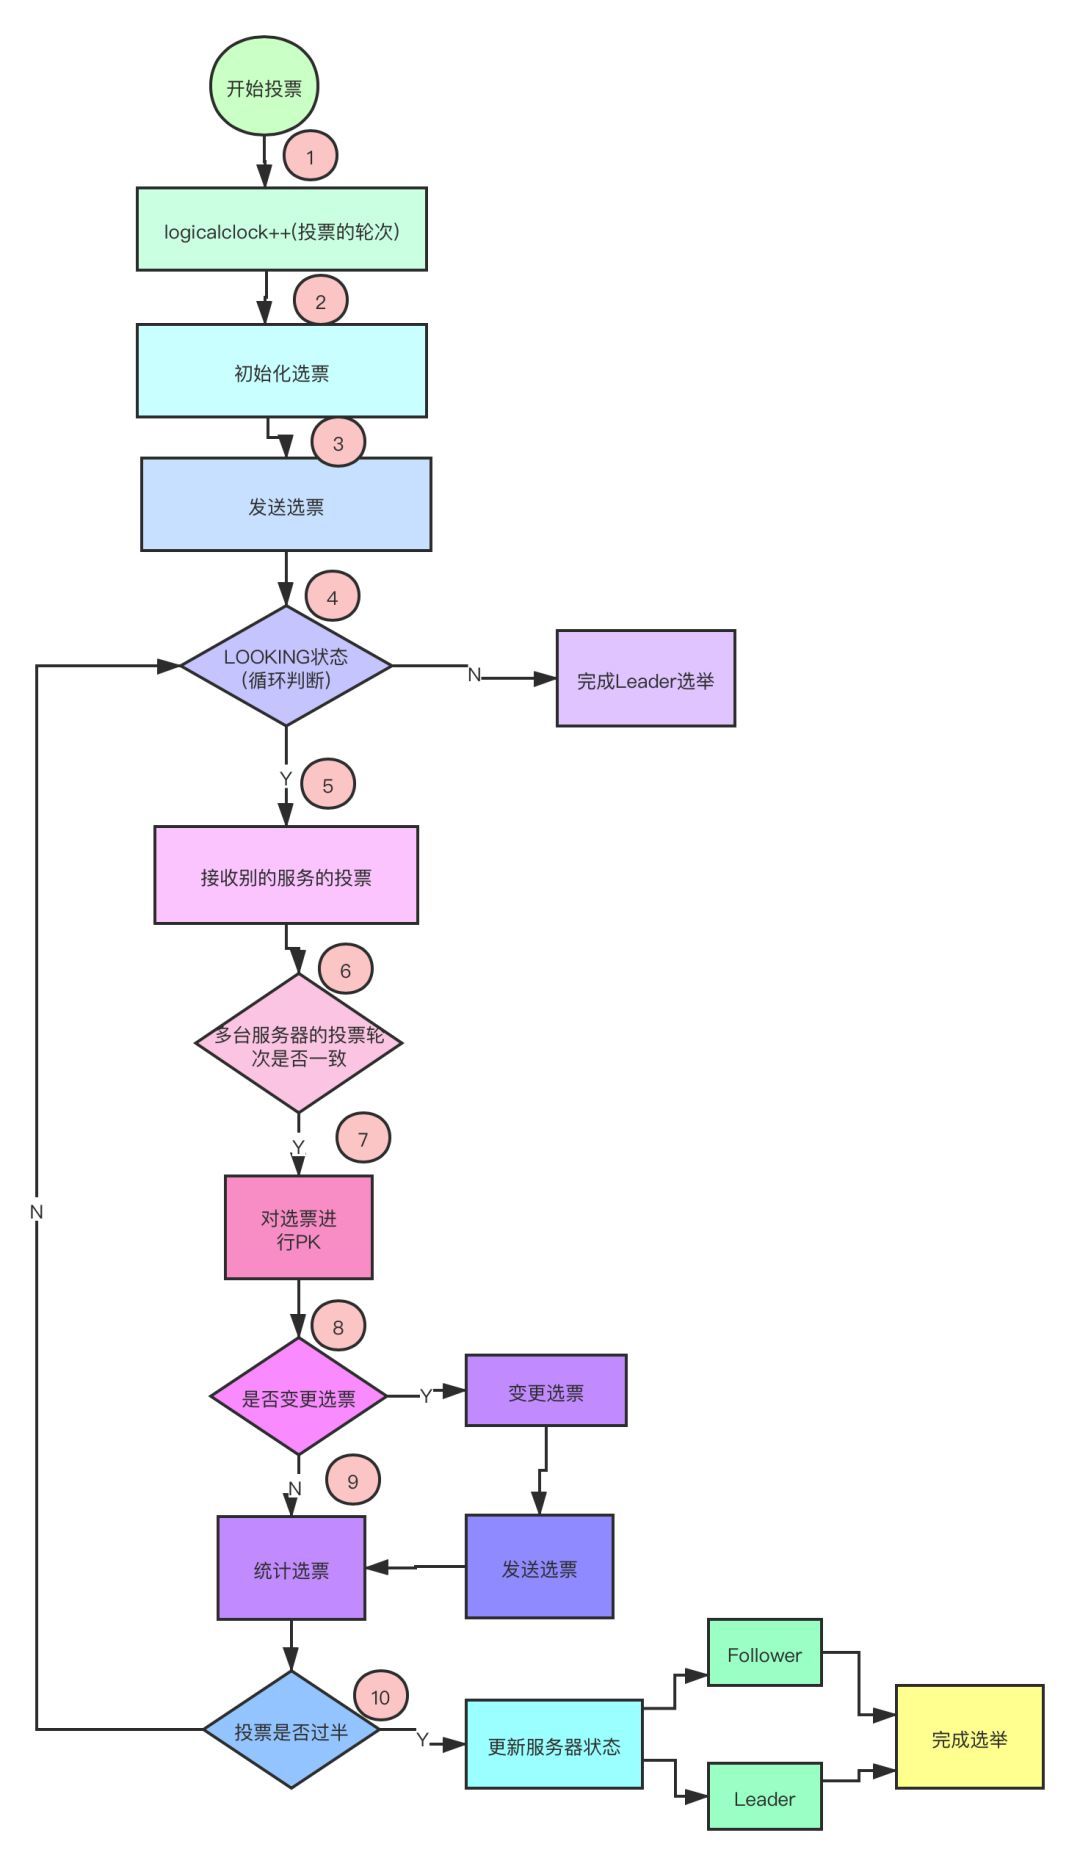 开始投票
1
logicalclock++(投票的轮次)
2
初始化选票
3
发送选票
4
LOOKING状态
(循环判断)
N
完成Leader选举
Y
5
接收别的服务的投票
6
多台服务器的投票轮
次是否一致
Y
7
对选票进
行PK
N
8
是否变更选票
Y
变更选票
N
9
统计选票
发送选票
10
投票是否过半
Y
更新服务器状态
Follower
Leader
完成选举